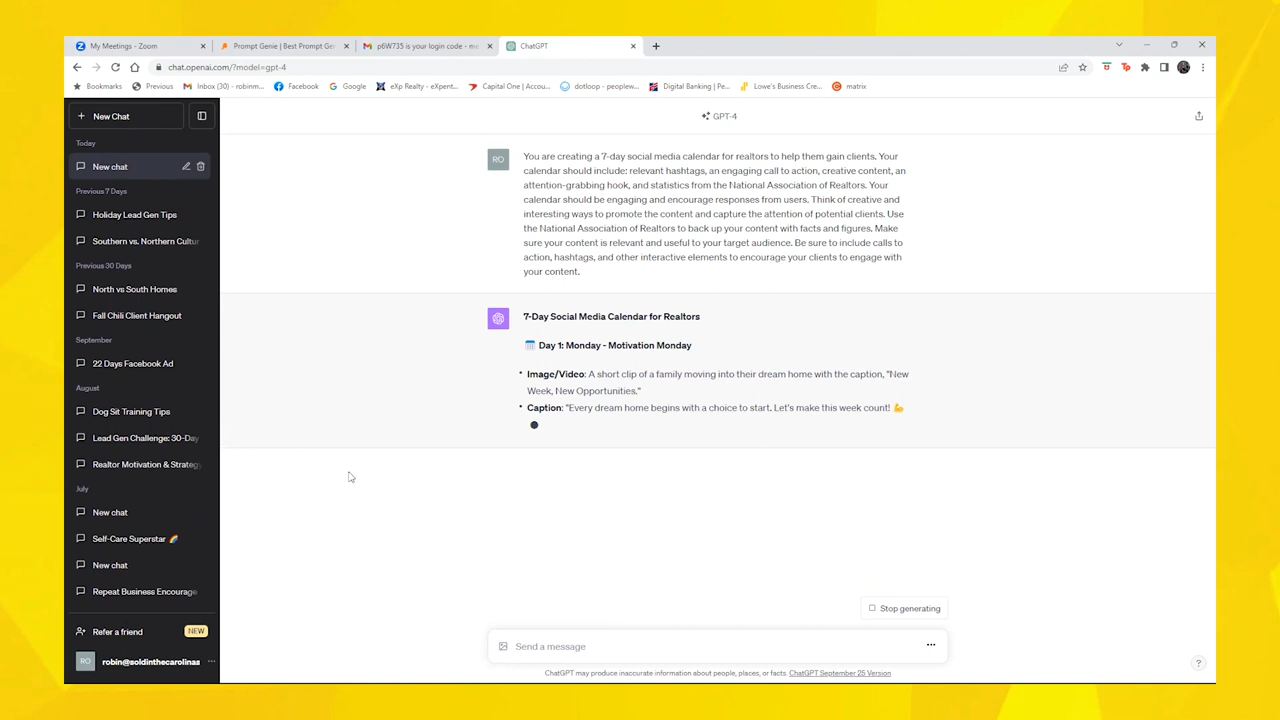 My Meetings - Zoom
Prompt Genie | Best Prompt Ge
p6W735 is your login code - me
ChatGPT
chat.openai.com/?model=gpt-4
Bookmarks
Previous
Inbox (30) - robinm...
Facebook
Google
eXp Realty - eXpent...
Capital One | Accou...
dotloop - peoplew...
Digital Banking | Pe...
Lowe's Business Cre...
matrix
New Chat
Today
New chat
Previous 7 Days
Holiday Lead Gen Tips
Southern vs. Northern Cultur
Previous 30 Days
North vs South Homes
Fall Chili Client Hangout
September
22 Days Facebook Ad
August
Dog Sit Training Tips
Lead Gen Challenge: 30-Day
Realtor Motivation & Strategy
July
New chat
Self-Care Superstar 🌈
New chat
Repeat Business Encourage
Refer a friend
NEW
RO
robin@soldinthecarolinas
GPT-4
RO
You are creating a 7-day social media calendar for realtors to help them gain clients. Your
calendar should include: relevant hashtags, an engaging call to action, creative content, an
attention-grabbing hook, and statistics from the National Association of Realtors. Your
calendar should be engaging and encourage responses from users. Think of creative and
interesting ways to promote the content and capture the attention of potential clients. Use
the National Association of Realtors to back up your content with facts and figures. Make
sure your content is relevant and useful to your target audience. Be sure to include calls to
action, hashtags, and other interactive elements to encourage your clients to engage with
your content.
7-Day Social Media Calendar for Realtors
🗓️ Day 1: Monday - Motivation Monday
• Image/Video: A short clip of a family moving into their dream home with the caption, "New
Week, New Opportunities."
• Caption: "Every dream home begins with a choice to start. Let's make this week count! 💪
Stop generating
Send a message
ChatGPT may produce inaccurate information about people, places, or facts. ChatGPT September 25 Version
?